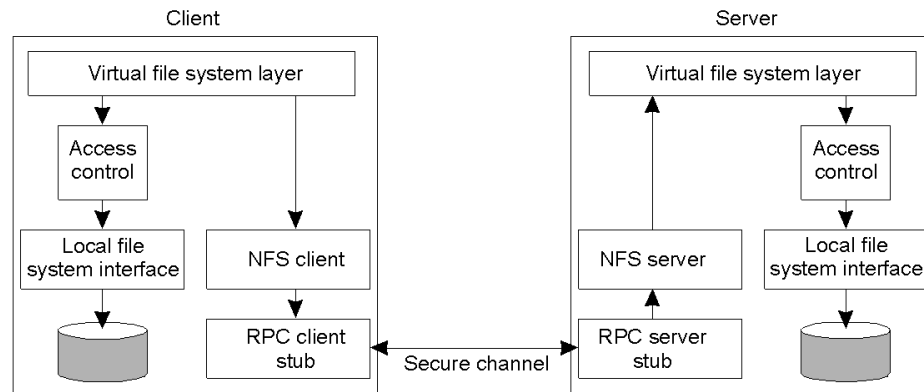 Client
Server
Virtual file system layer
Virtual file system layer
Access
control
Access
control
Local file
system interface
NFS client
NFS server
Local file
system interface
RPC client
stub
Secure channel
RPC server
stub